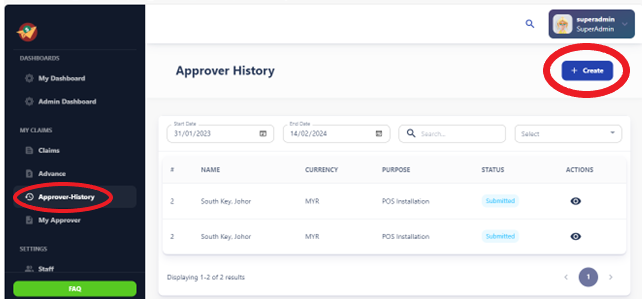 superadmin
SuperAdmin
DASHBOARDS
My Dashboard
Admin Dashboard
MY CLAIMS
Claims
Advance
Approver-History
My Approver
SETTINGS
Staff
FAQ
Approver History
+ Create
Start Date
31/01/2023
End Date
14/02/2024
Search...
Select
# NAME CURRENCY PURPOSE STATUS ACTIONS
2 South Key, Johor MYR POS Installation Submitted
2 South Key, Johor MYR POS Installation Submitted
Displaying 1-2 of 2 results
1